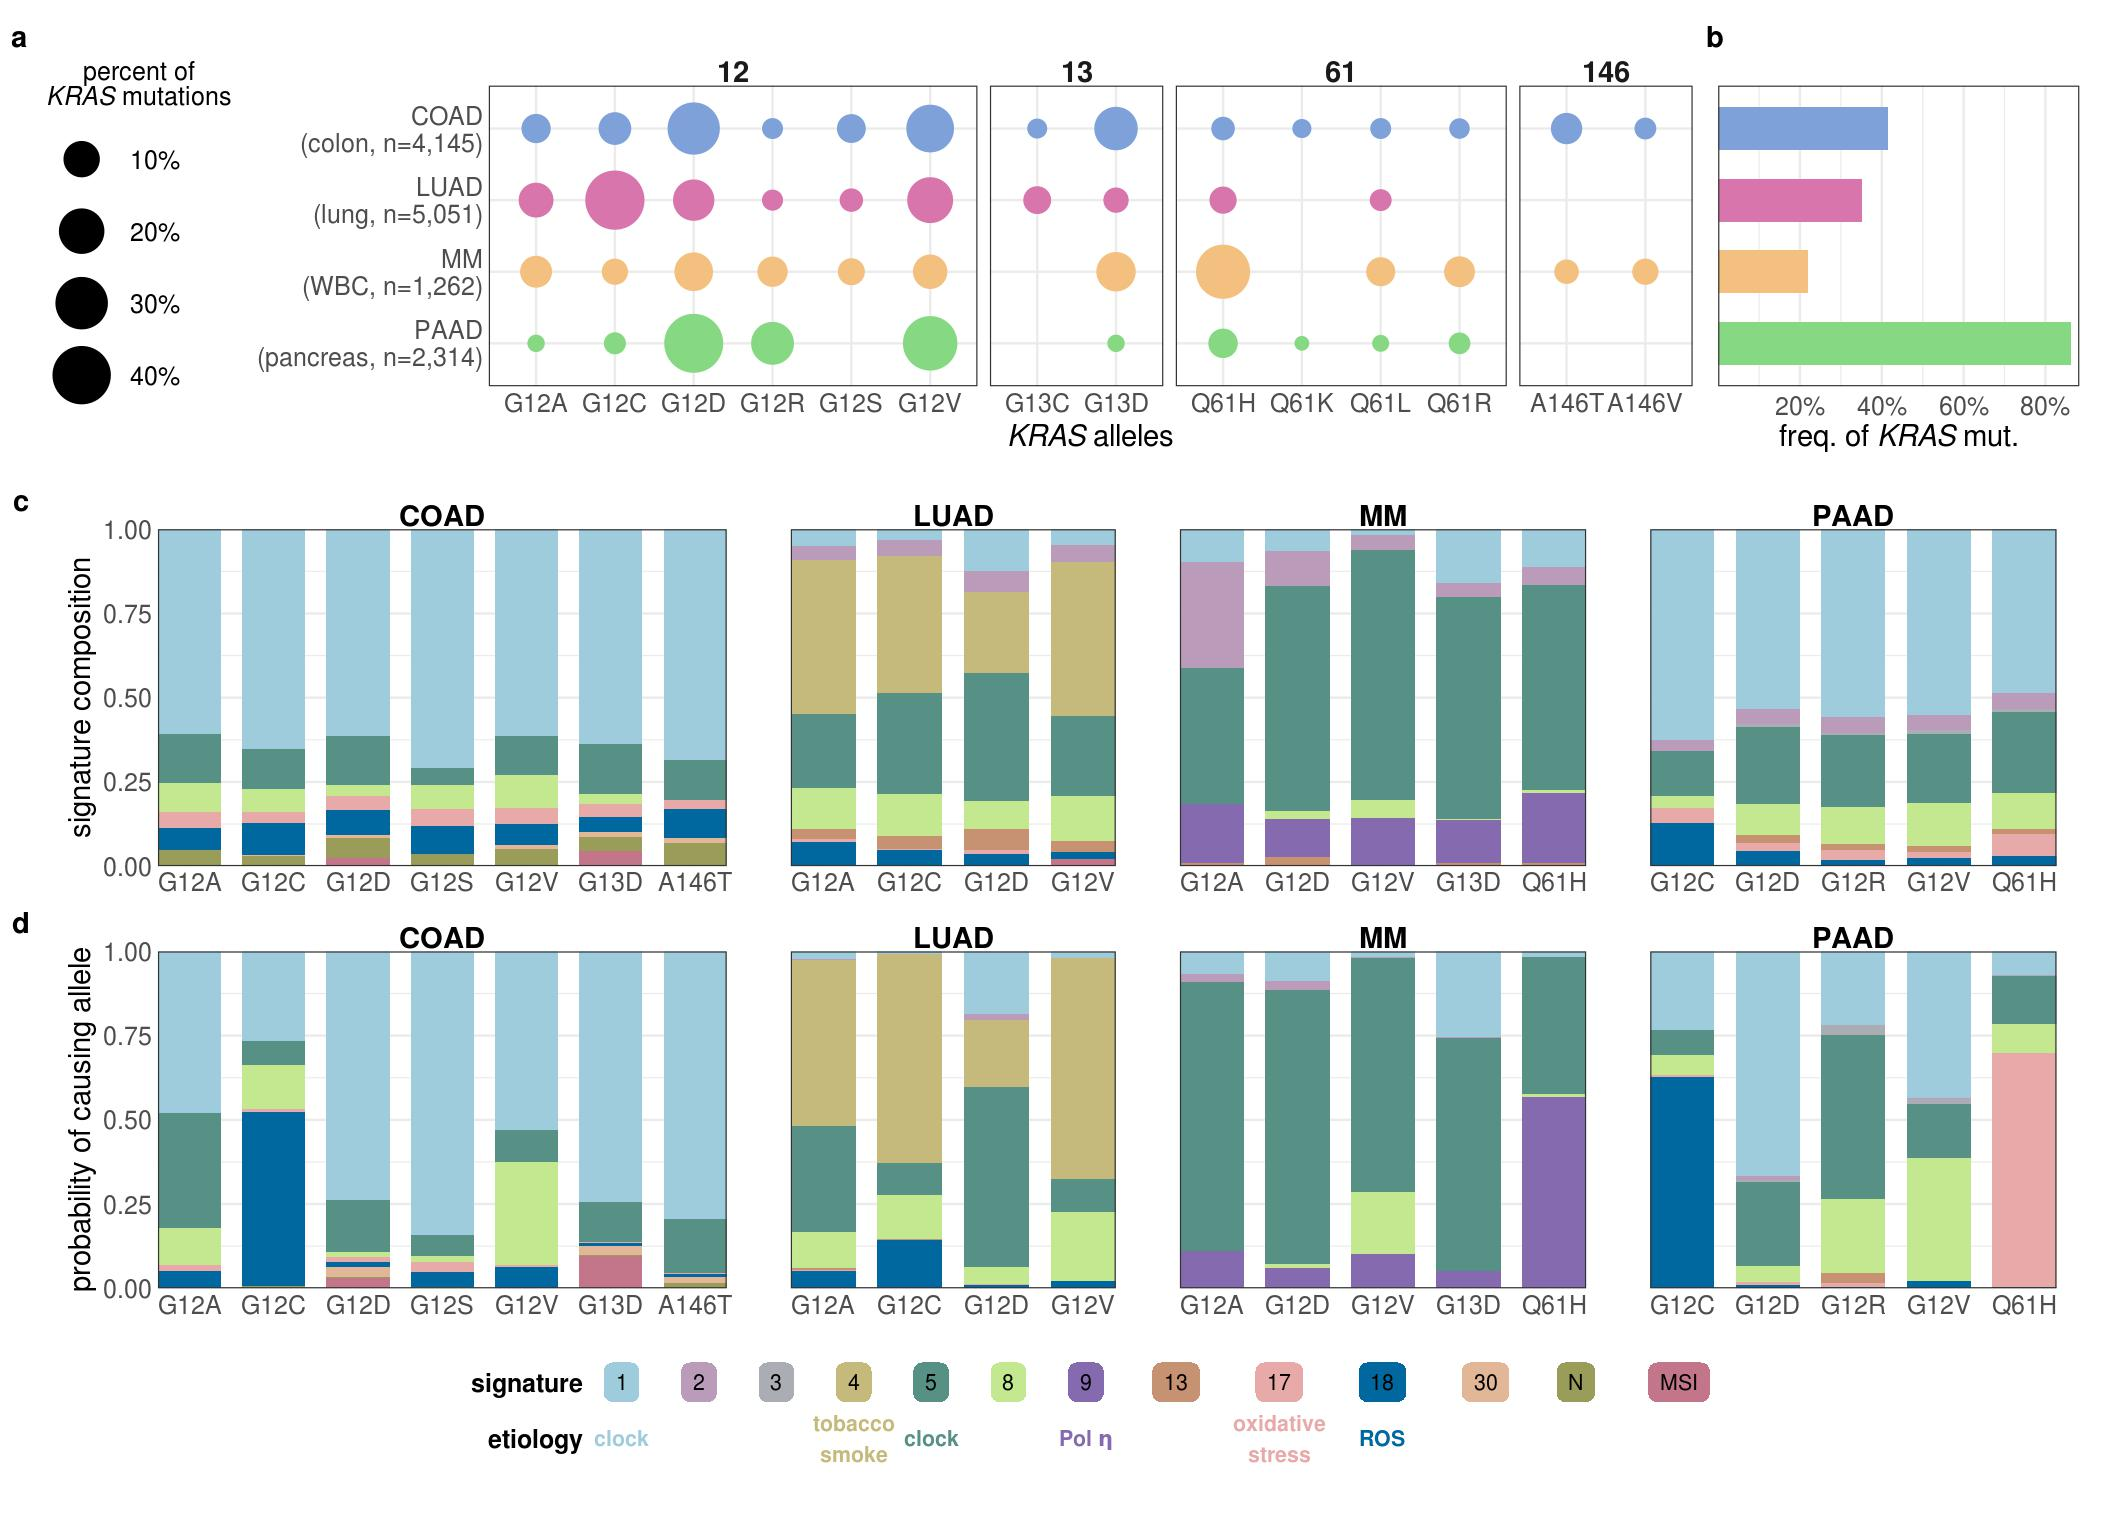 a
percent of
KRAS mutations
10%
20%
30%
40%
12
13
61
146
COAD
(colon, n=4,145)
LUAD
(lung, n=5,051)
MM
(WBC, n=1,262)
PAAD
(pancreas, n=2,314)
G12A G12C G12D G12R G12S G12V G13C G13D Q61H Q61K Q61L Q61R A146T A146V
KRAS alleles
b
20% 40% 60% 80%
freq. of KRAS mut.
c
COAD LUAD MM PAAD
signature composition
1.00
0.75
0.50
0.25
0.00
G12A G12C G12D G12S G12V G13D A146T
G12A G12C G12D G12V
G12A G12D G12V G13D Q61H
G12C G12D G12R G12V Q61H
d
COAD LUAD MM PAAD
probability of causing allele
1.00
0.75
0.50
0.25
0.00
G12A G12C G12D G12S G12V G13D A146T
G12A G12C G12D G12V
G12A G12D G12V G13D Q61H
G12C G12D G12R G12V Q61H
signature 1 2 3 4 5 8 9 13 17 18 30 N MSI
etiology clock
tobacco
smoke
clock
Pol η
oxidative
stress
ROS